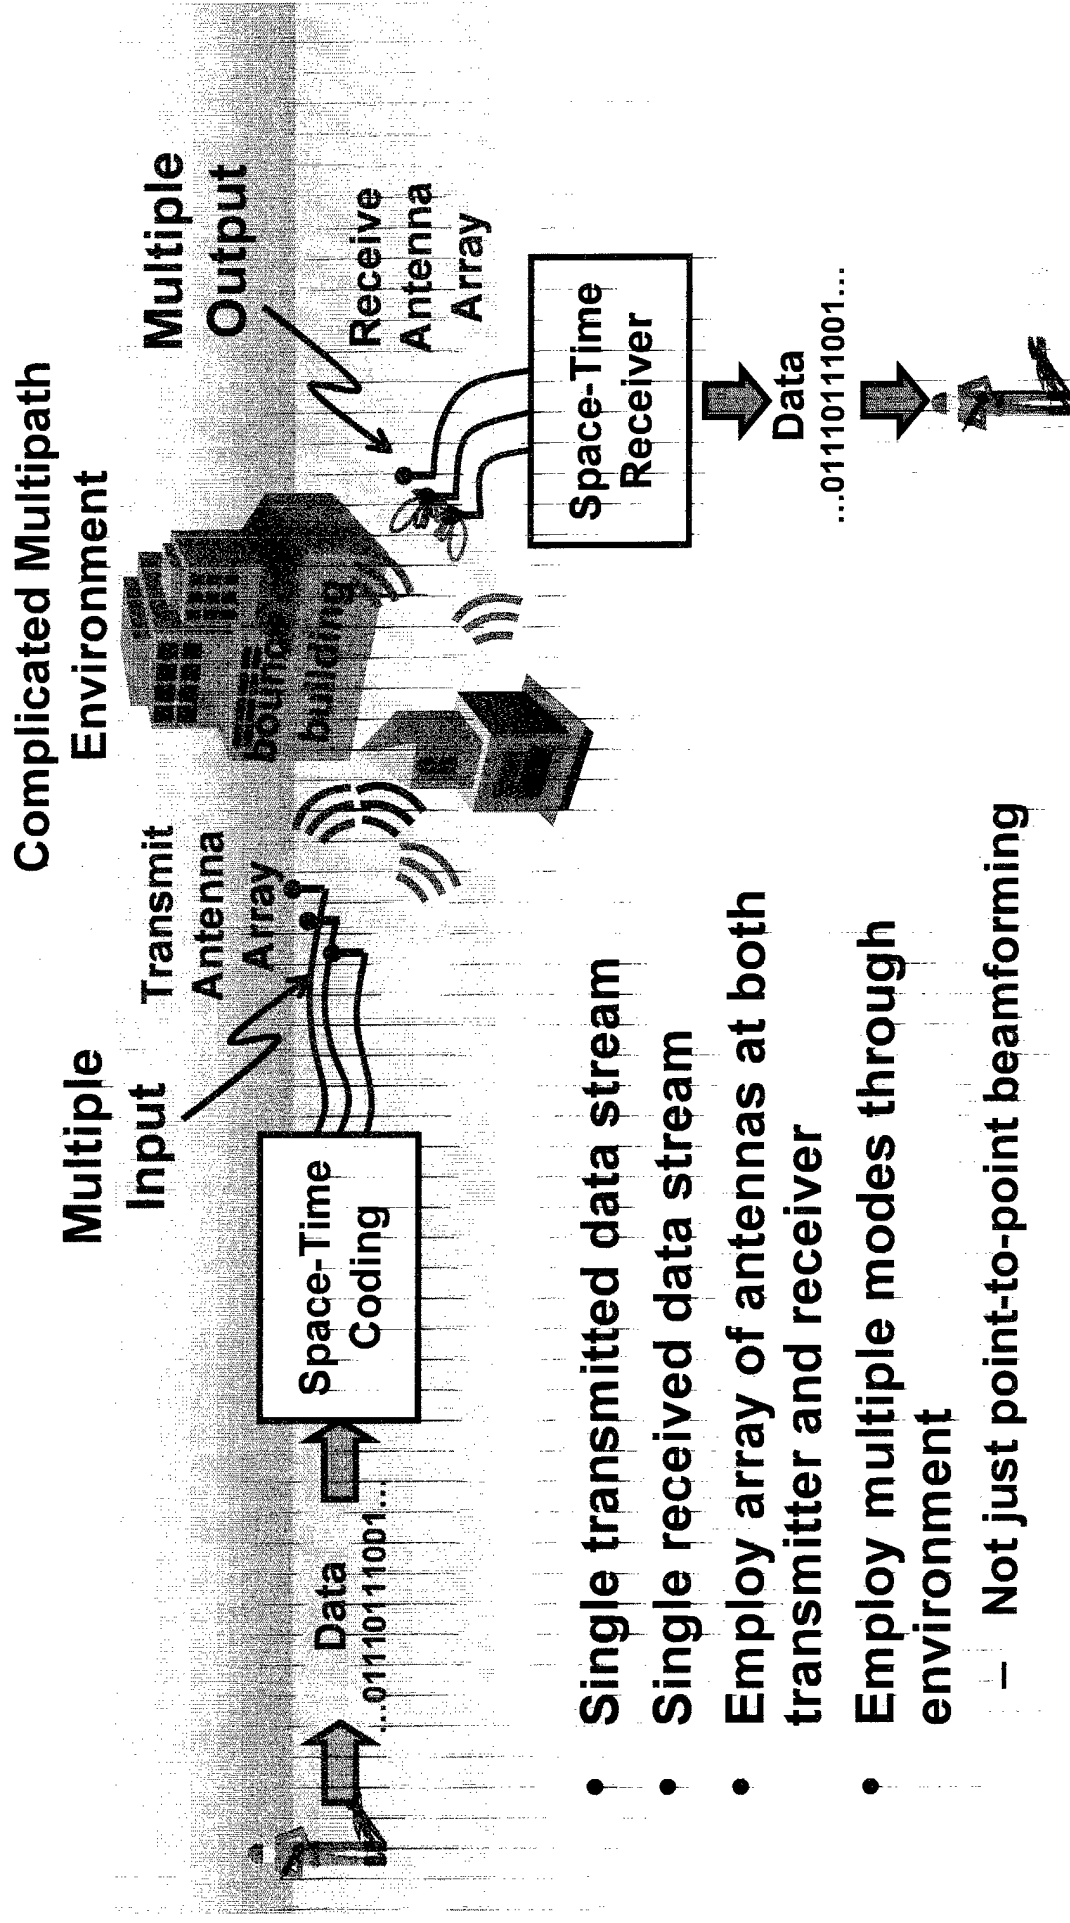 Complicated Multipath
Environment
Multiple
Input
Transmit
Antenna
Array
Multiple
Output
Receive
Antenna
Array
bounce
building
Data
...01110111001...
Space-Time
Coding
Space-Time
Receiver
Data
...01110111001...
• Single transmitted data stream
• Single received data stream
• Employ array of antennas at both
transmitter and receiver
• Employ multiple modes through
environment
– Not just point-to-point beamforming